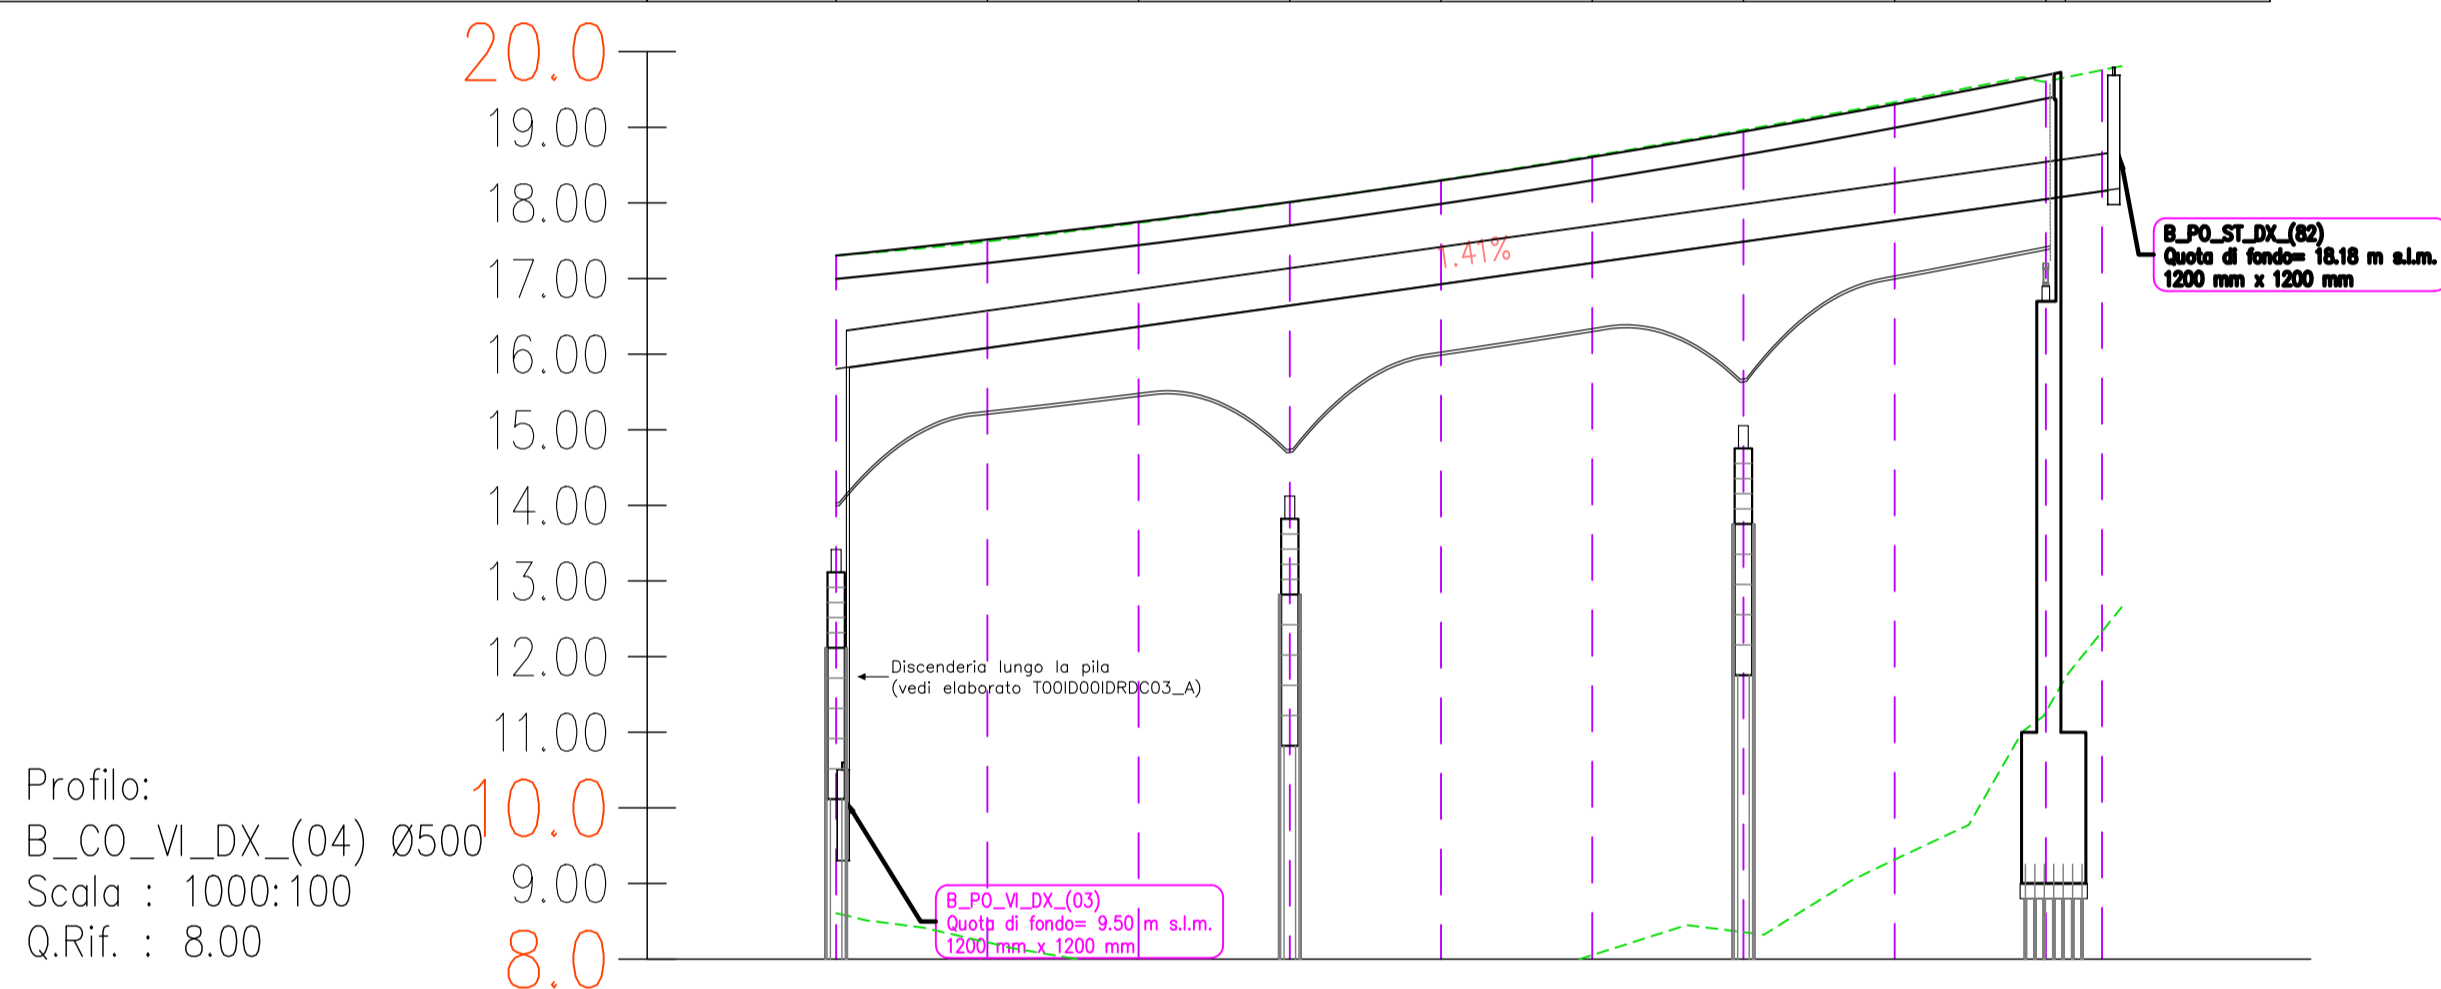 20.0
19.00
18.00
17.00
16.00
15.00
14.00
13.00
12.00
11.00
10.0
9.00
8.0
1.41%
B_PO_ST_DX_(82)
Quota di fondo= 18.18 m s.l.m.
1200 mm x 1200 mm
Discenderia lungo la pila
(vedi elaborato T00ID00IDRDC03_A)
Profilo:
B_CO_VI_DX_(04) Ø500
Scala : 1000:100
Q.Rif. : 8.00
B_PO_VI_DX_(03)
Quota di fondo= 9.50 m s.l.m.
1200 mm x 1200 mm